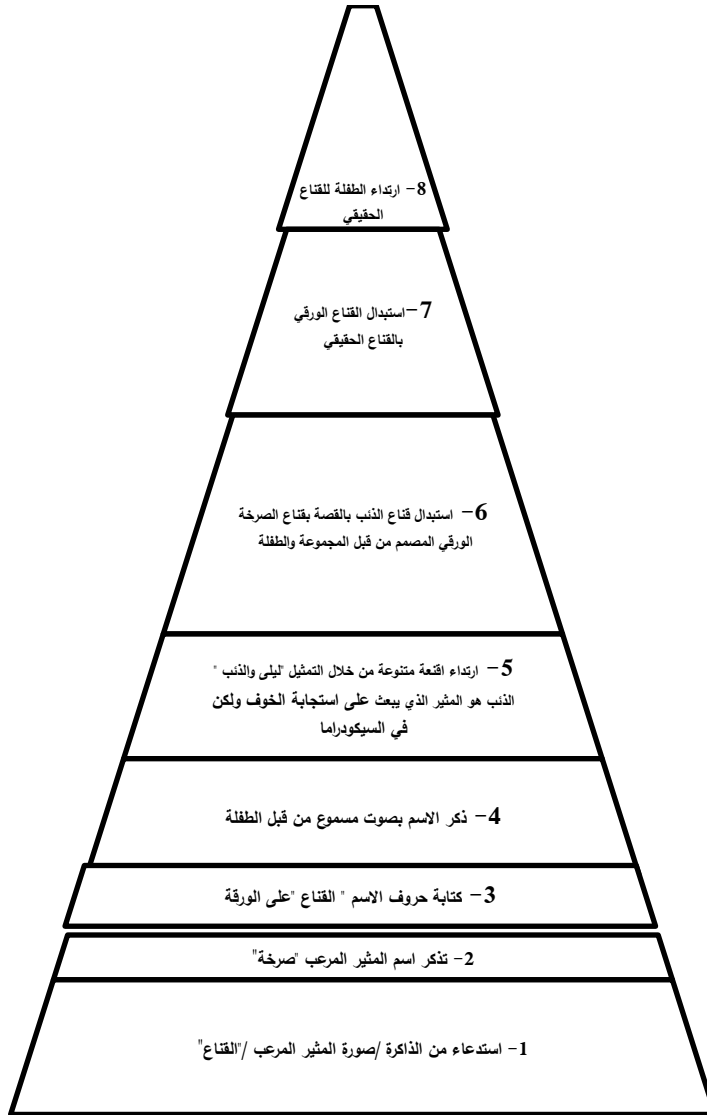 8- ارتداء الطفلة للقناع
الحقيقي
7-استبدال القناع الورقي
بالقناع الحقيقي
6- استبدال قناع الذئب بالقصة بقناع الصرخة
الورقي المصمم من قبل المجموعة والطفلة
5- ارتداء اقنعة متنوعة من خلال التمثيل "ليلى والذئب "
الذئب هو المثير الذي يبعث على استجابة الخوف ولكن
في السيكودراما
4- ذكر الاسم بصوت مسموع من قبل الطفلة
3- كتابة حروف الاسم " القناع "على الورقة
2- تذكر اسم المثير المرعب "صرخة"
1- استدعاء من الذاكرة /صورة المثير المرعب /"القناع"